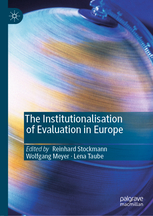 The Institutionalisation
of Evaluation in Europe
Edited by Reinhard Stockmann
Wolfgang Meyer · Lena Taube
palgrave
macmillan